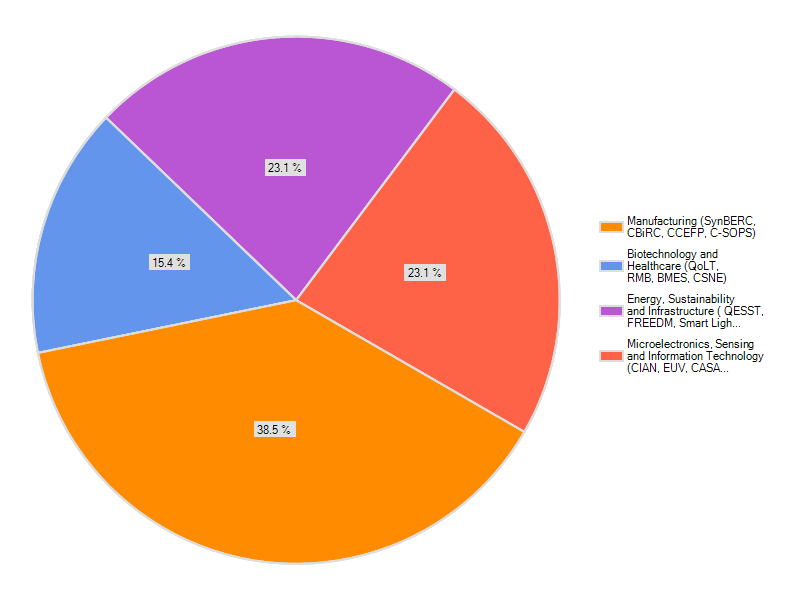 23.1 %
15.4 %
23.1 %
38.5 %
Manufacturing (SynBERC,
CBiRC, CCEFP, C-SOPS)
Biotechnology and
Healthcare (QoLT,
RMB, BMES, CSNE)
Energy, Sustainability
and Infrastructure ( QESST,
FREEDM, Smart Ligh...
Microelectronics, Sensing
and Information Technology
(CIAN, EUV, CASA...